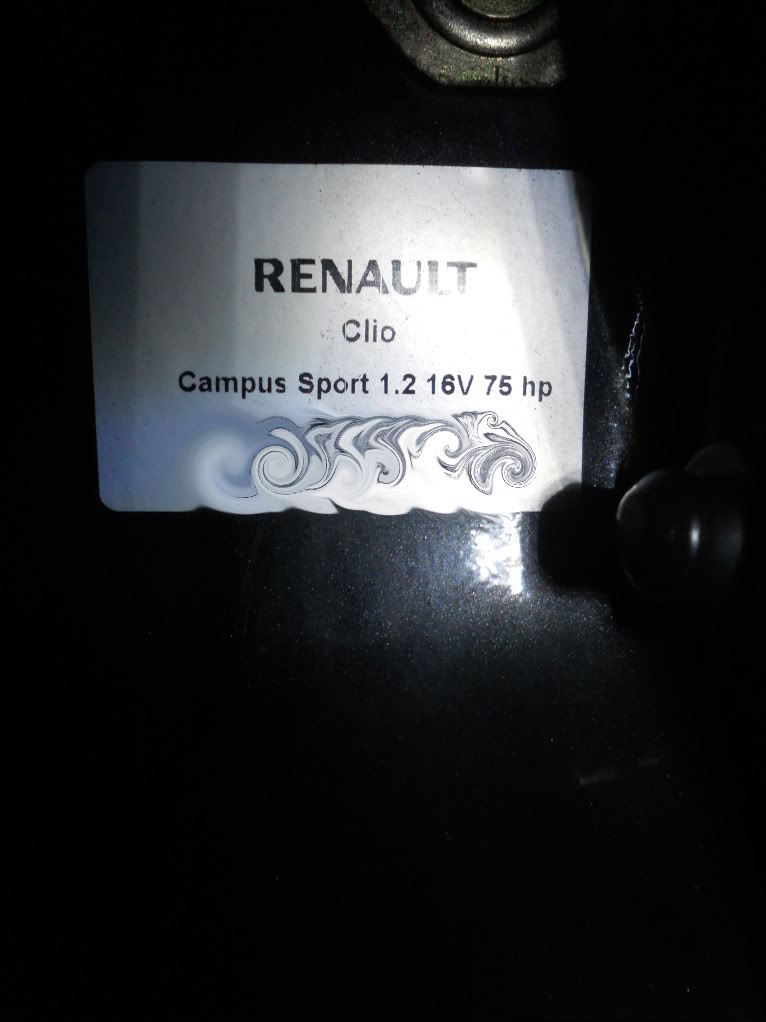 RENAULT
Clio
Campus Sport 1.2 16V 75 hp